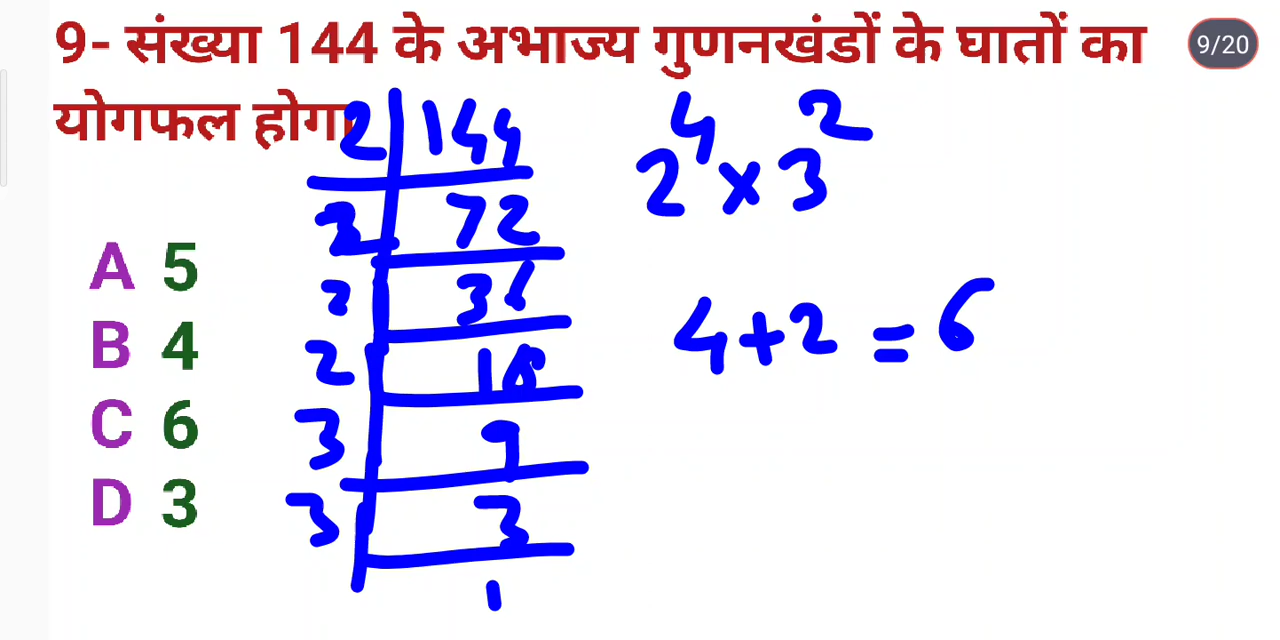 9- संख्या 144 के अभाज्य गुणनखंडों के घातों का
9/20
योगफल होगा
2 | 144
2 | 72
2 | 36
2 | 18
3 | 9
3 | 3
1
2⁴ × 3²
4 + 2 = 6
A 5
B 4
C 6
D 3